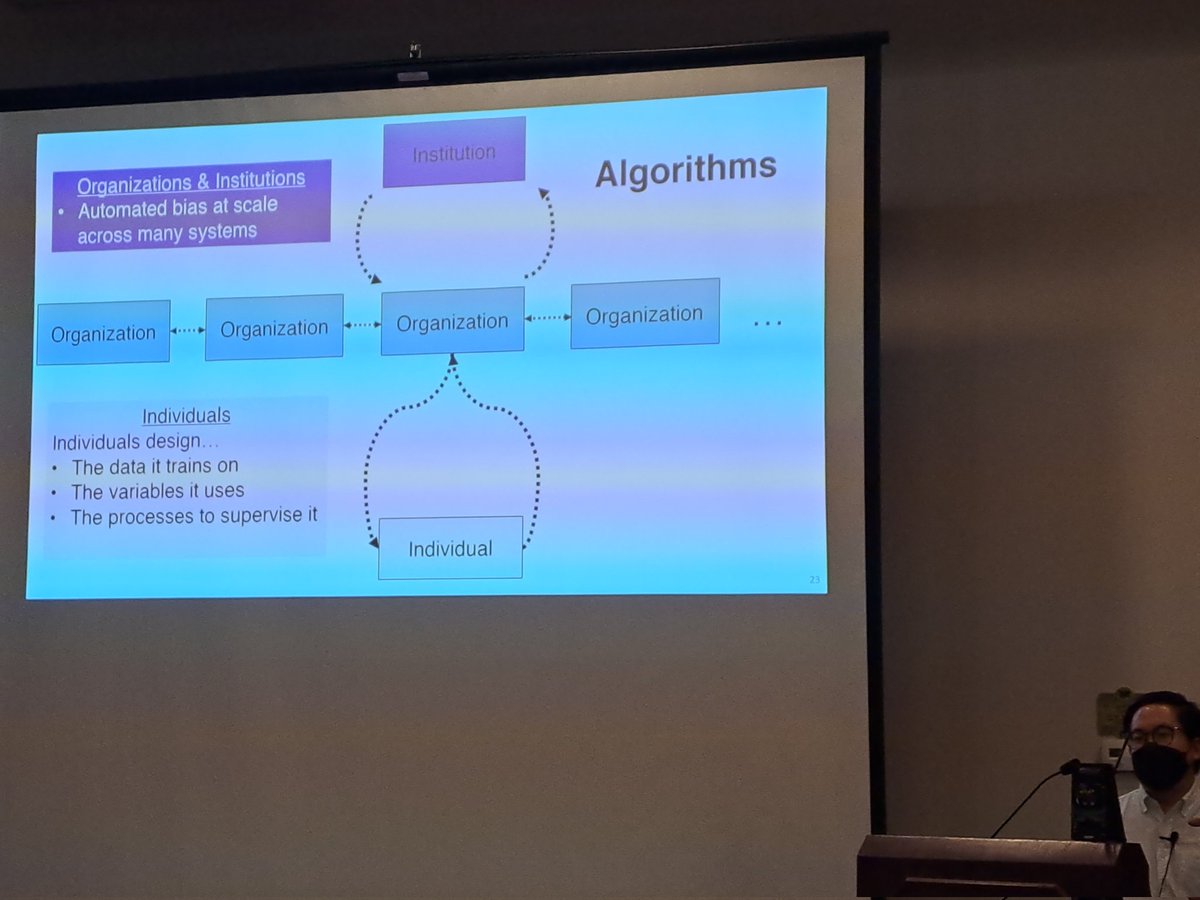 Institution
Algorithms
Organizations & Institutions
• Automated bias at scale
across many systems
Organization
Organization
Organization
Organization
...
Individuals
Individuals design…
• The data it trains on
• The variables it uses
• The processes to supervise it
Individual
23